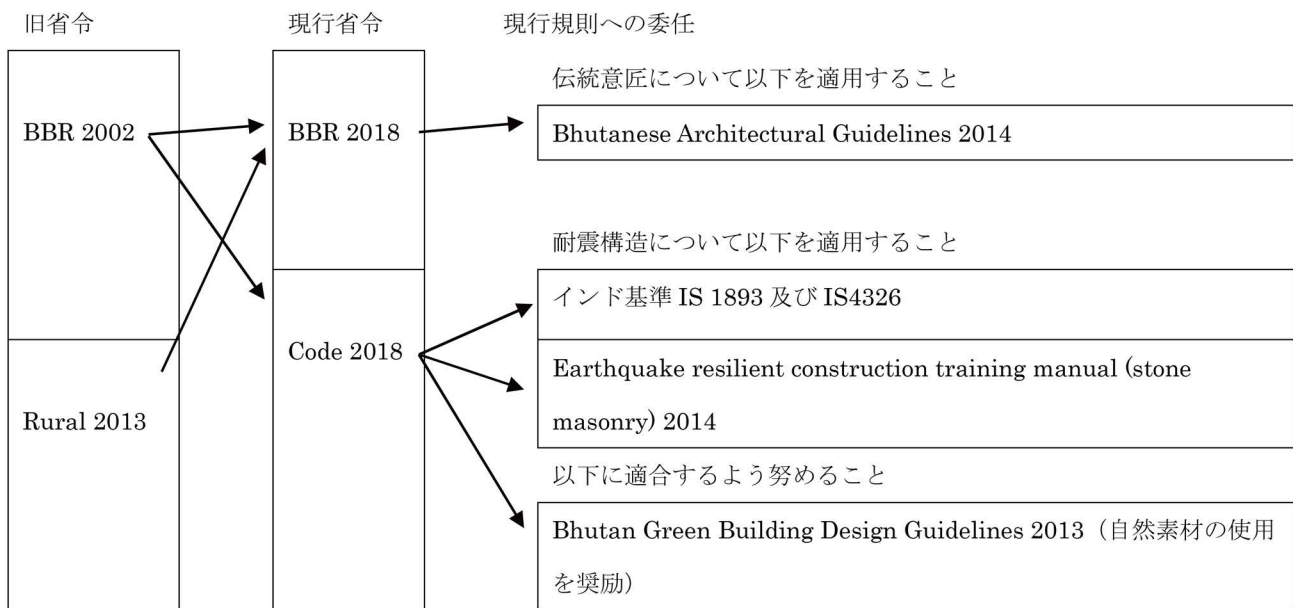 旧省令
現行省令
現行規則への委任
伝統意匠について以下を適用すること
BBR 2002
BBR 2018
Bhutanese Architectural Guidelines 2014
耐震構造について以下を適用すること
インド基準 IS 1893 及び IS4326
Code 2018
Earthquake resilient construction training manual (stone
masonry) 2014
Rural 2013
以下に適合するよう努めること
Bhutan Green Building Design Guidelines 2013（自然素材の使用
を奨励）